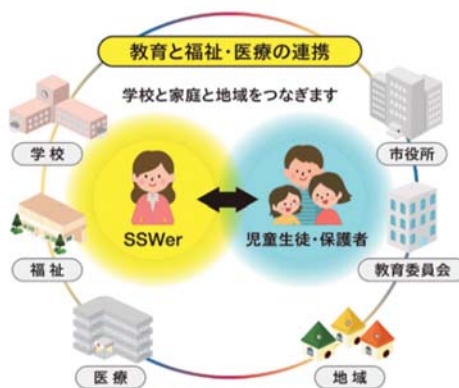 教育と福祉・医療の連携
学校と家庭と地域をつなぎます
学校
市役所
SSWer
児童生徒・保護者
福祉
教育委員会
医療
地域